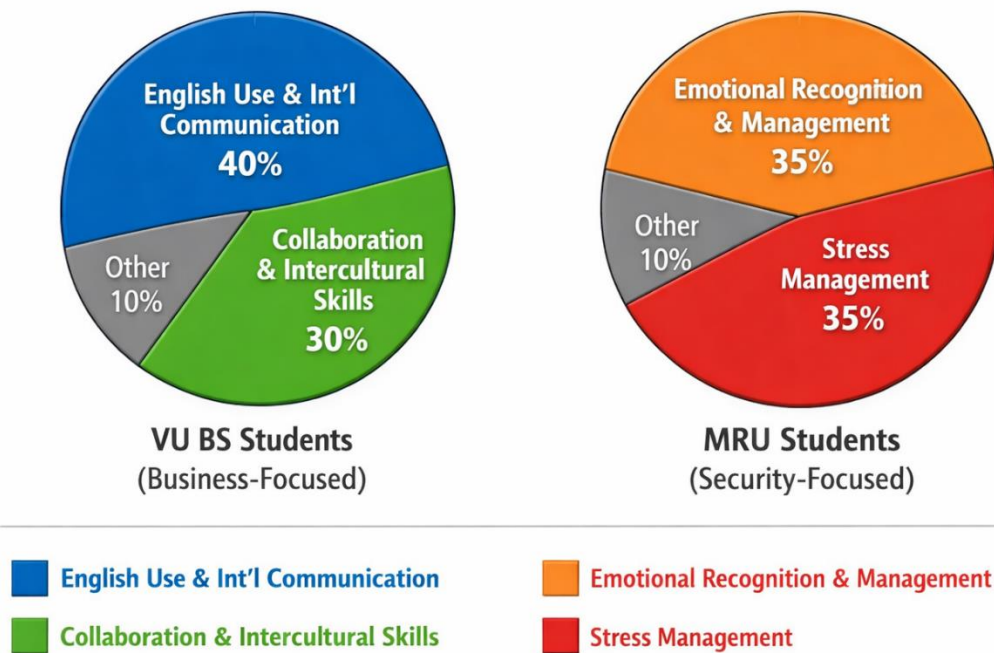 English Use & Int'l
Communication
40%
Other
10%
Collaboration
& Intercultural
Skills
30%
VU BS Students
(Business-Focused)
Emotional Recognition
& Management
35%
Other
10%
Stress
Management
35%
MRU Students
(Security-Focused)
English Use & Int'l Communication
Collaboration & Intercultural Skills
Emotional Recognition & Management
Stress Management